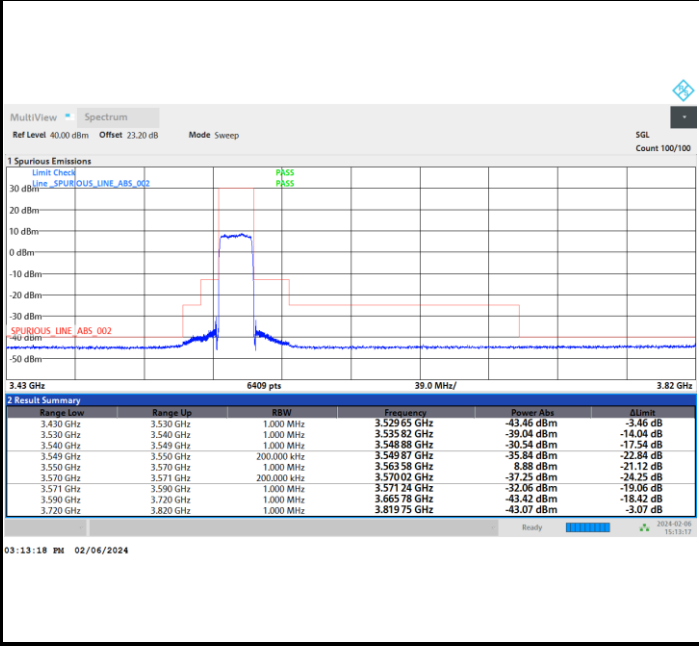 MultiView Spectrum
Ref Level 40.00 dBm Offset 23.20 dB Mode Sweep SGL
Count 100/100
1 Spurious Emissions
Limit Check PASS
Line _SPURIOUS_LINE_ABS_002 PASS
30 dBm
20 dBm
10 dBm
0 dBm
-10 dBm
-20 dBm
-30 dBm
_SPURIOUS_LINE_ABS_002
-40 dBm
-50 dBm
3.43 GHz 6409 pts 39.0 MHz/ 3.82 GHz
2 Result Summary
Range Low Range Up RBW Frequency Power Abs ΔLimit
3.430 GHz 3.530 GHz 1.000 MHz 3.529 65 GHz -43.46 dBm -3.46 dB
3.530 GHz 3.540 GHz 1.000 MHz 3.535 82 GHz -39.04 dBm -14.04 dB
3.540 GHz 3.549 GHz 1.000 MHz 3.548 88 GHz -30.54 dBm -17.54 dB
3.549 GHz 3.550 GHz 200.000 kHz 3.549 87 GHz -35.84 dBm -22.84 dB
3.550 GHz 3.570 GHz 1.000 MHz 3.563 58 GHz 8.88 dBm -21.12 dB
3.570 GHz 3.571 GHz 200.000 kHz 3.570 02 GHz -37.25 dBm -24.25 dB
3.571 GHz 3.590 GHz 1.000 MHz 3.571 24 GHz -32.06 dBm -19.06 dB
3.590 GHz 3.720 GHz 1.000 MHz 3.665 78 GHz -43.42 dBm -18.42 dB
3.720 GHz 3.820 GHz 1.000 MHz 3.819 75 GHz -43.07 dBm -3.07 dB
Ready 2024-02-06
15:13:17
03:13:18 PM 02/06/2024